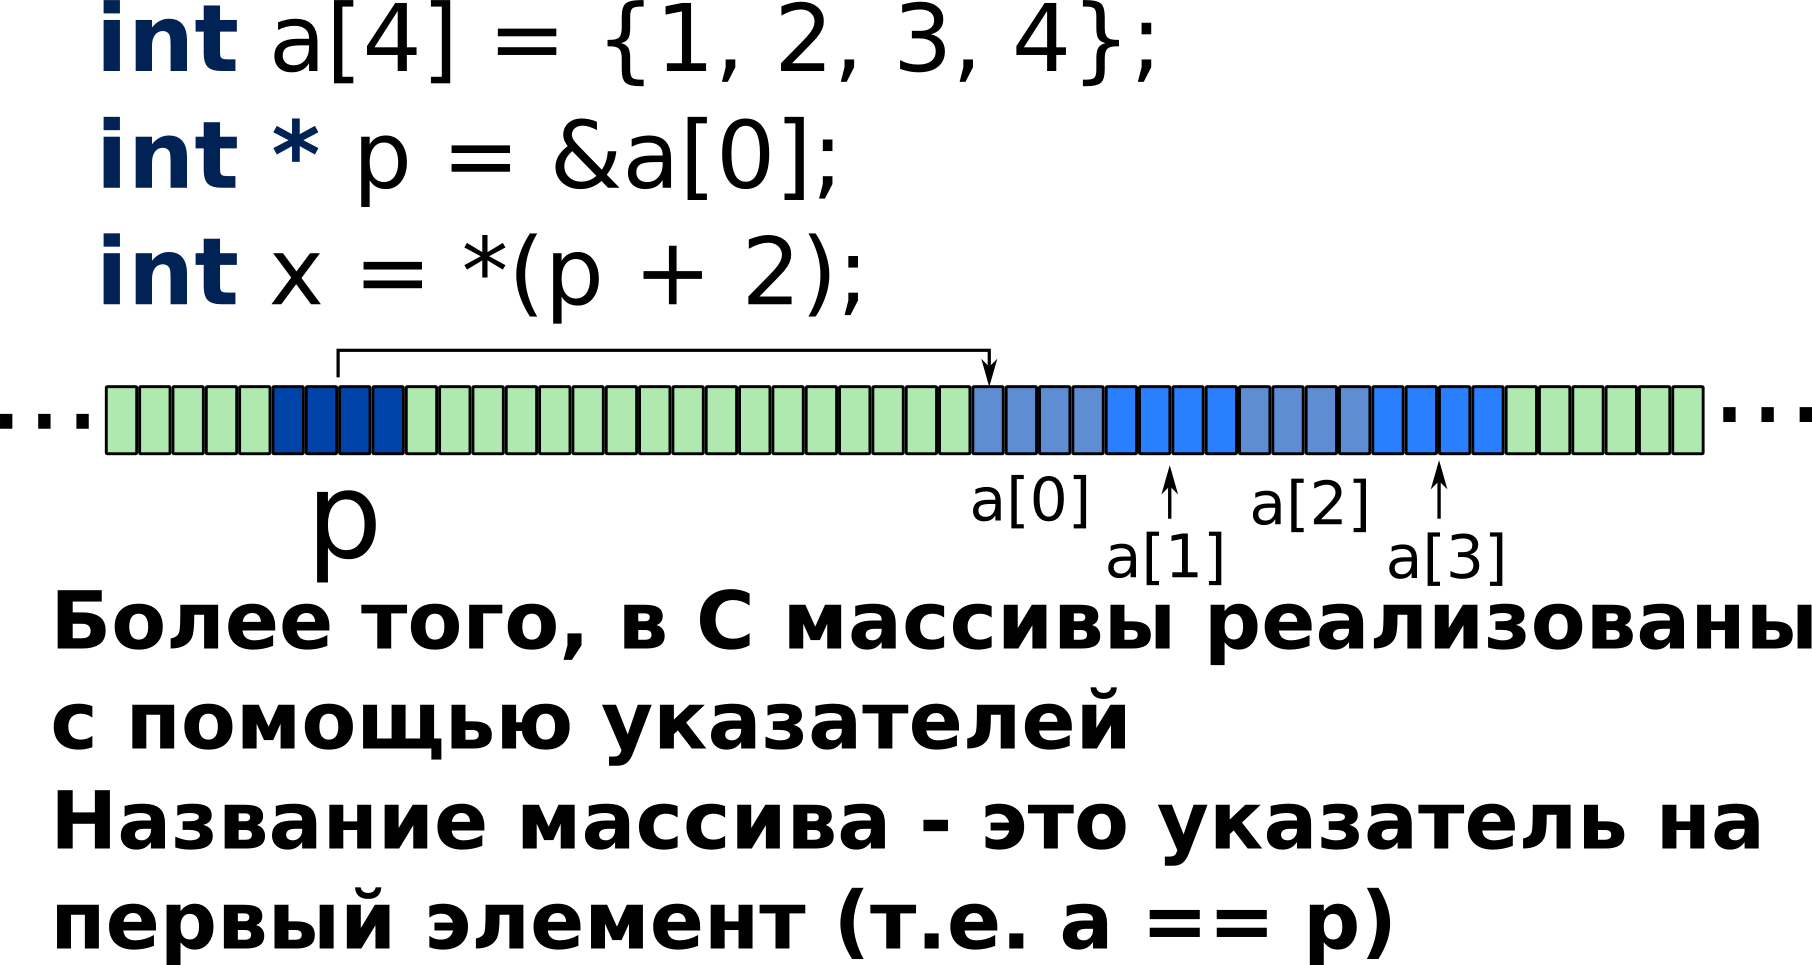 int a[4] = {1, 2, 3, 4};
int * p = &a[0];
int x = *(p + 2);
... ...
p
a[0] a[2]
a[1] a[3]
Более того, в С массивы реализованы
с помощью указателей
Название массива - это указатель на
первый элемент (т.е. a == p)